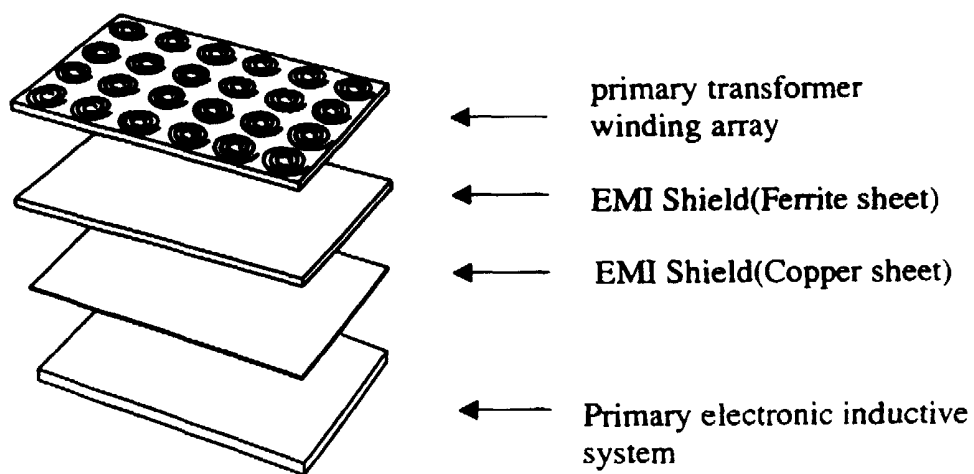 primary transformer
winding array
EMI Shield(Ferrite sheet)
EMI Shield(Copper sheet)
Primary electronic inductive
system